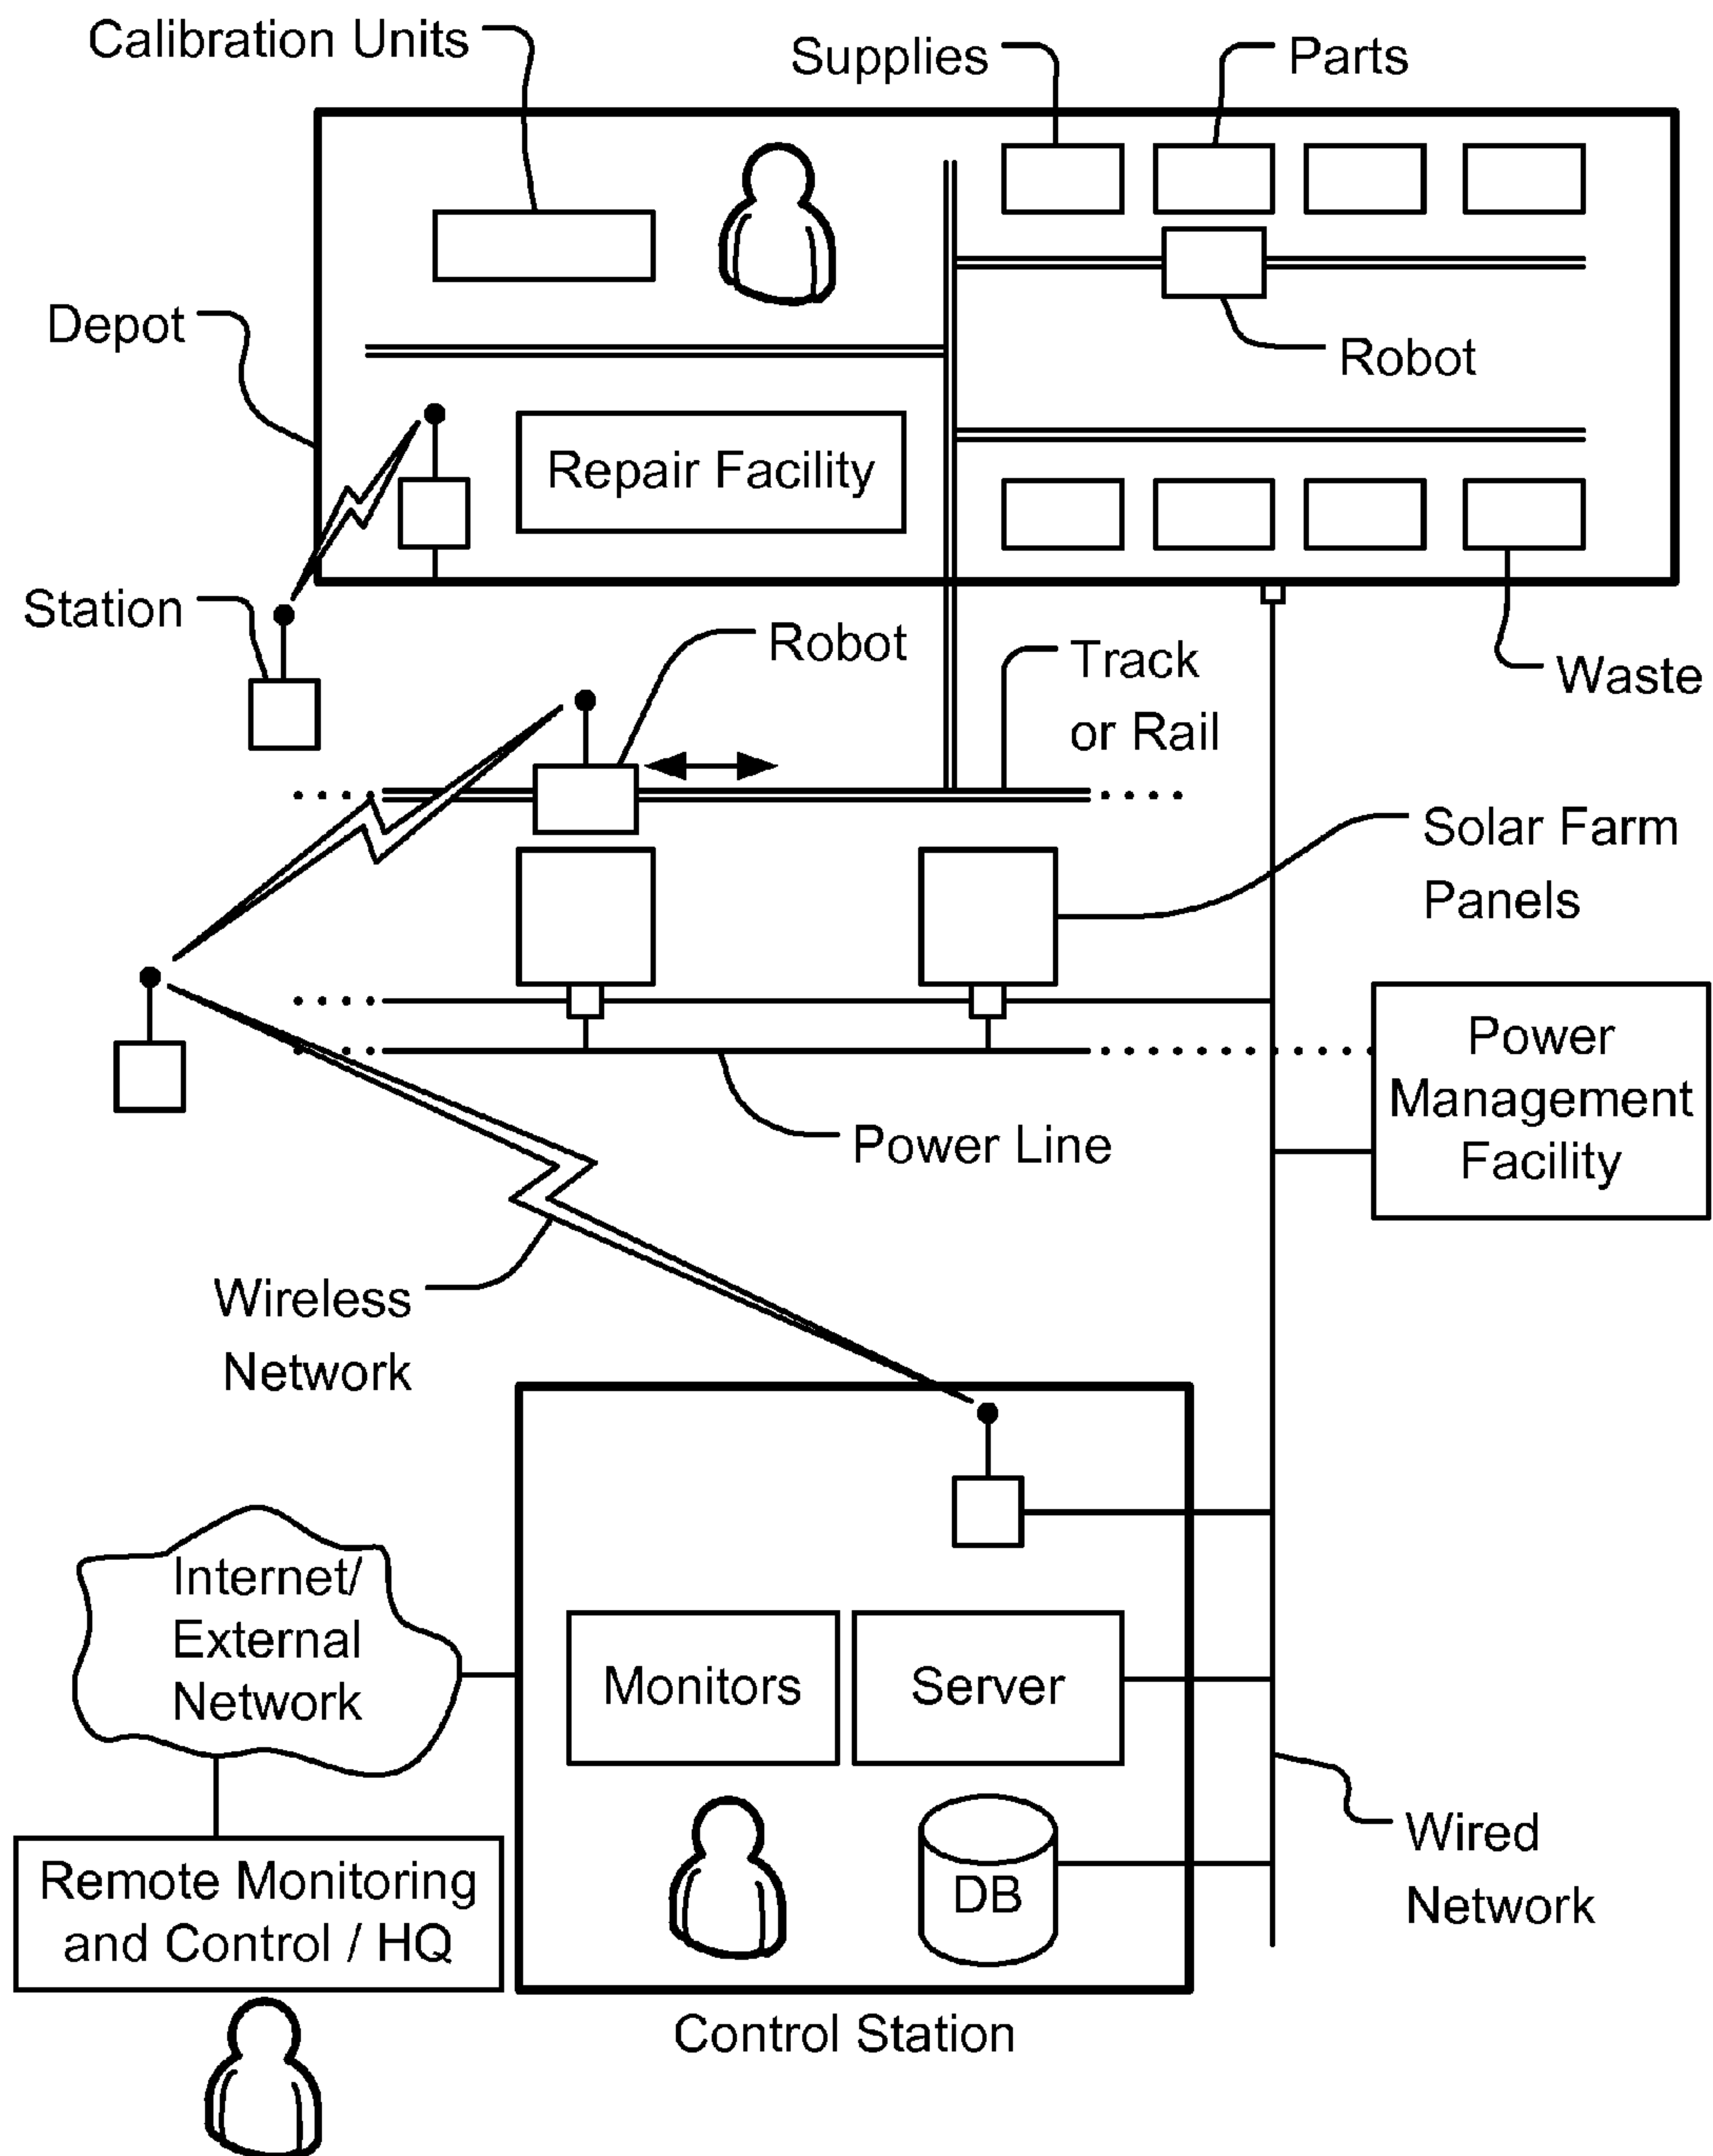 Calibration Units
Supplies
Parts
Depot
Robot
Repair Facility
Station
Robot
Track
or Rail
Waste
Solar Farm
Panels
Power
Management
Facility
Power Line
Wireless
Network
Internet/
External
Network
Monitors
Server
Wired
Network
DB
Remote Monitoring
and Control / HQ
Control Station